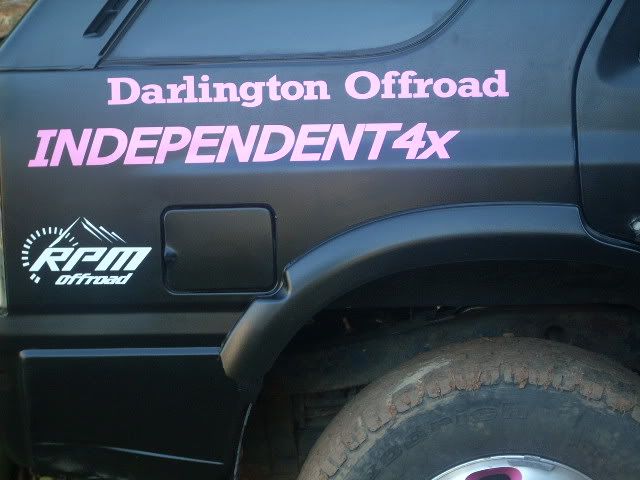 Darlington Offroad
INDEPENDENT4x
RPM
offroad